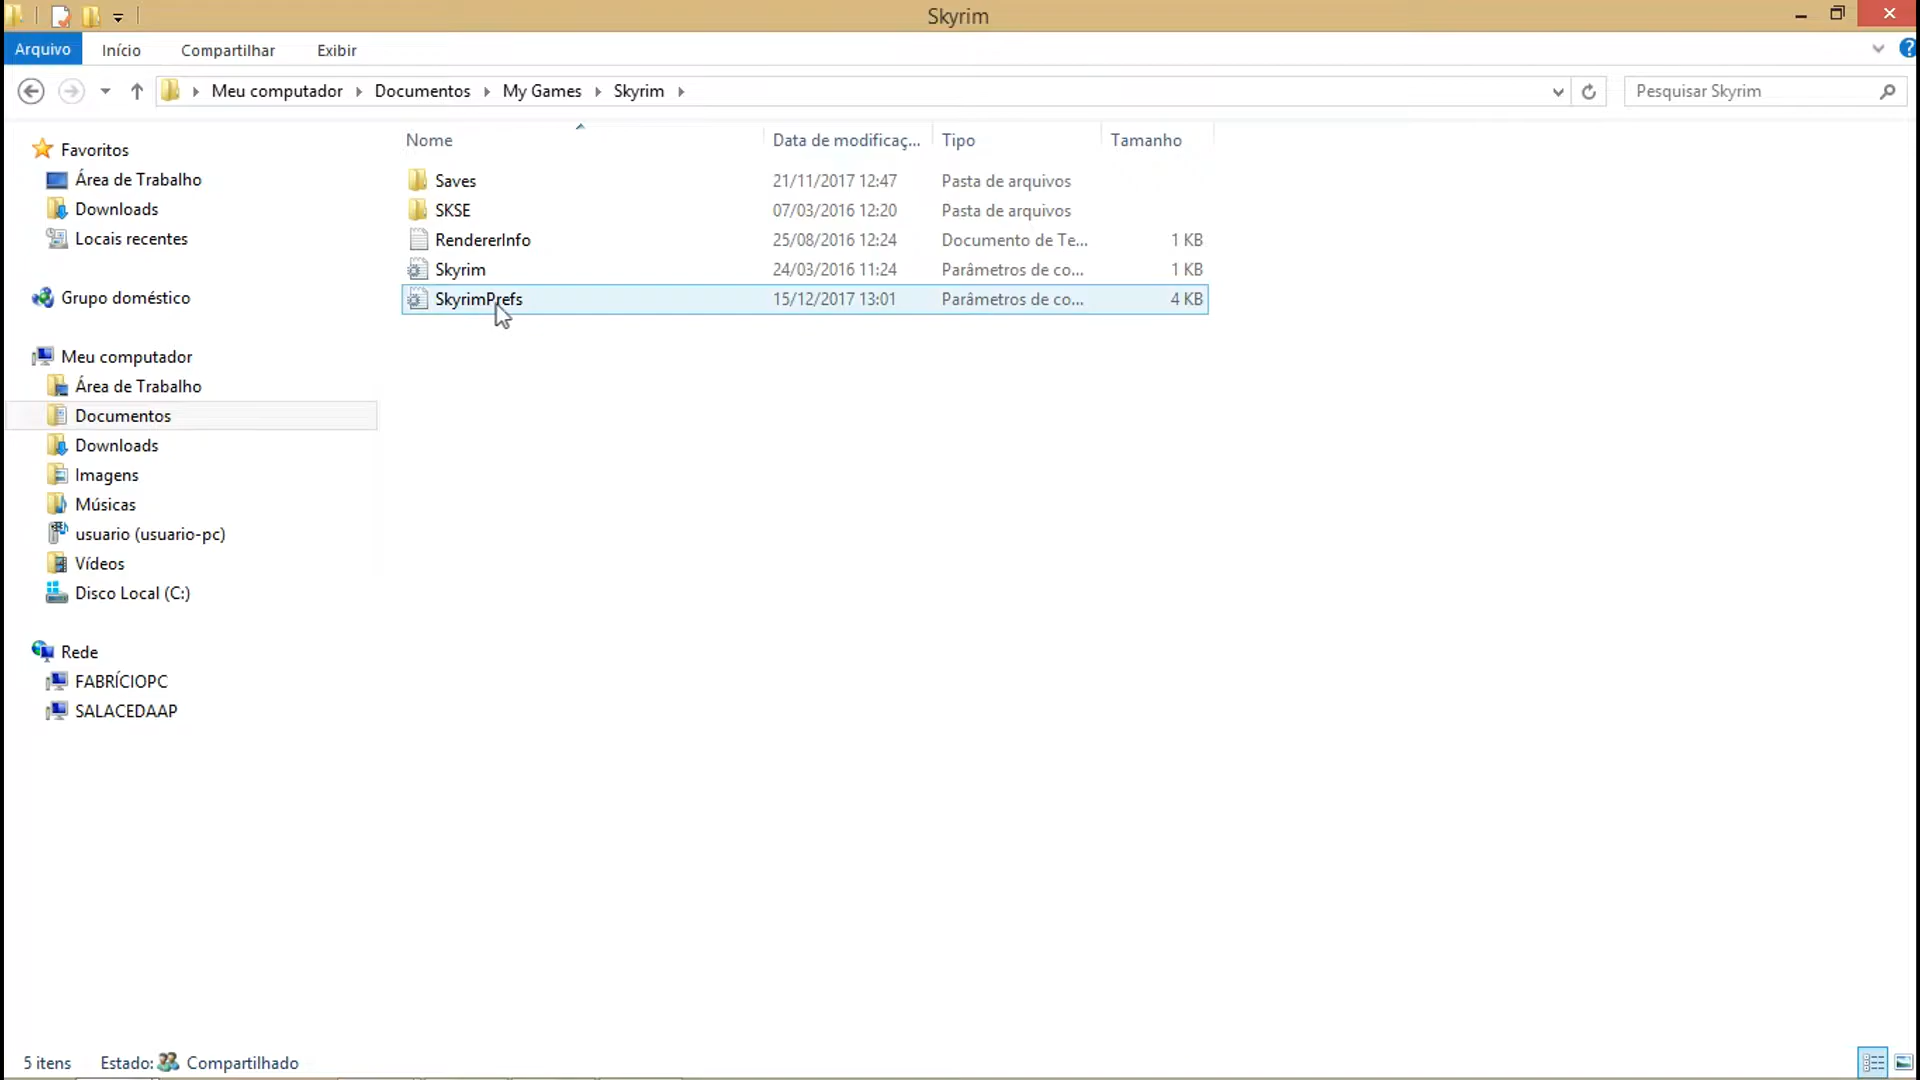 Skyrim
Arquivo Início Compartilhar Exibir
Meu computador Documentos My Games Skyrim
Pesquisar Skyrim
Nome Data de modificaç... Tipo Tamanho
Saves 21/11/2017 12:47 Pasta de arquivos
SKSE 07/03/2016 12:20 Pasta de arquivos
RendererInfo 25/08/2016 12:24 Documento de Te... 1 KB
Skyrim 24/03/2016 11:24 Parâmetros de co... 1 KB
SkyrimPrefs 15/12/2017 13:01 Parâmetros de co... 4 KB
Favoritos
Área de Trabalho
Downloads
Locais recentes
Grupo doméstico
Meu computador
Área de Trabalho
Documentos
Downloads
Imagens
Músicas
usuario (usuario-pc)
Vídeos
Disco Local (C:)
Rede
FABRÍCIOPC
SALACEDAAP
5 itens Estado: Compartilhado